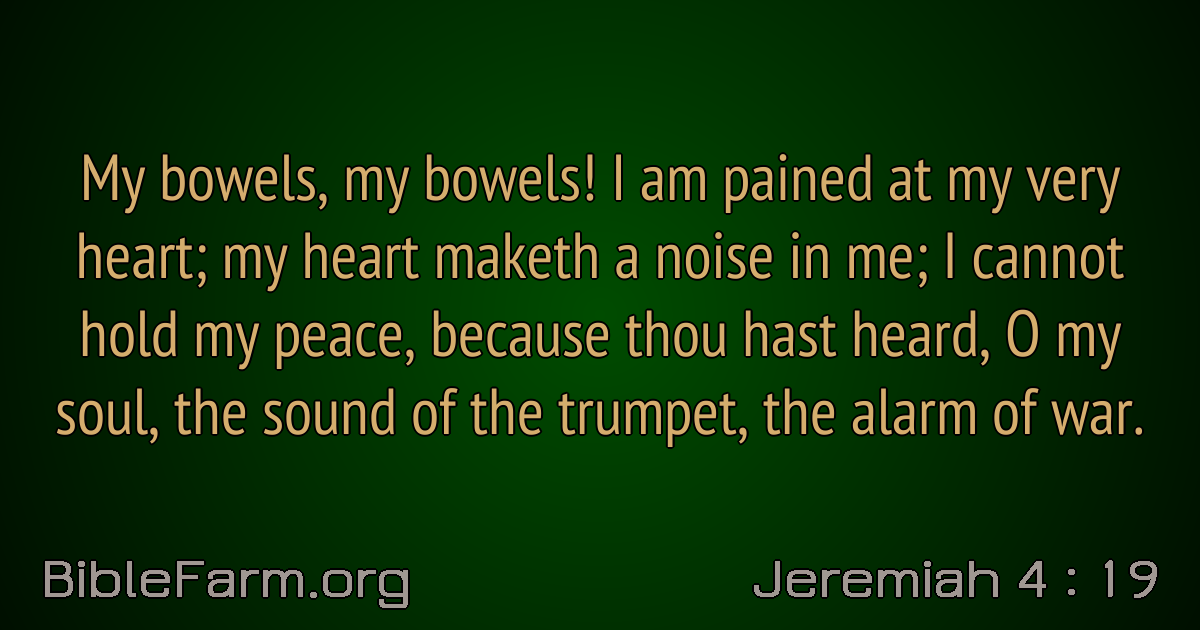 My bowels, my bowels! I am pained at my very
heart; my heart maketh a noise in me; I cannot
hold my peace, because thou hast heard, O my
soul, the sound of the trumpet, the alarm of war.
BibleFarm.org
Jeremiah 4 : 19